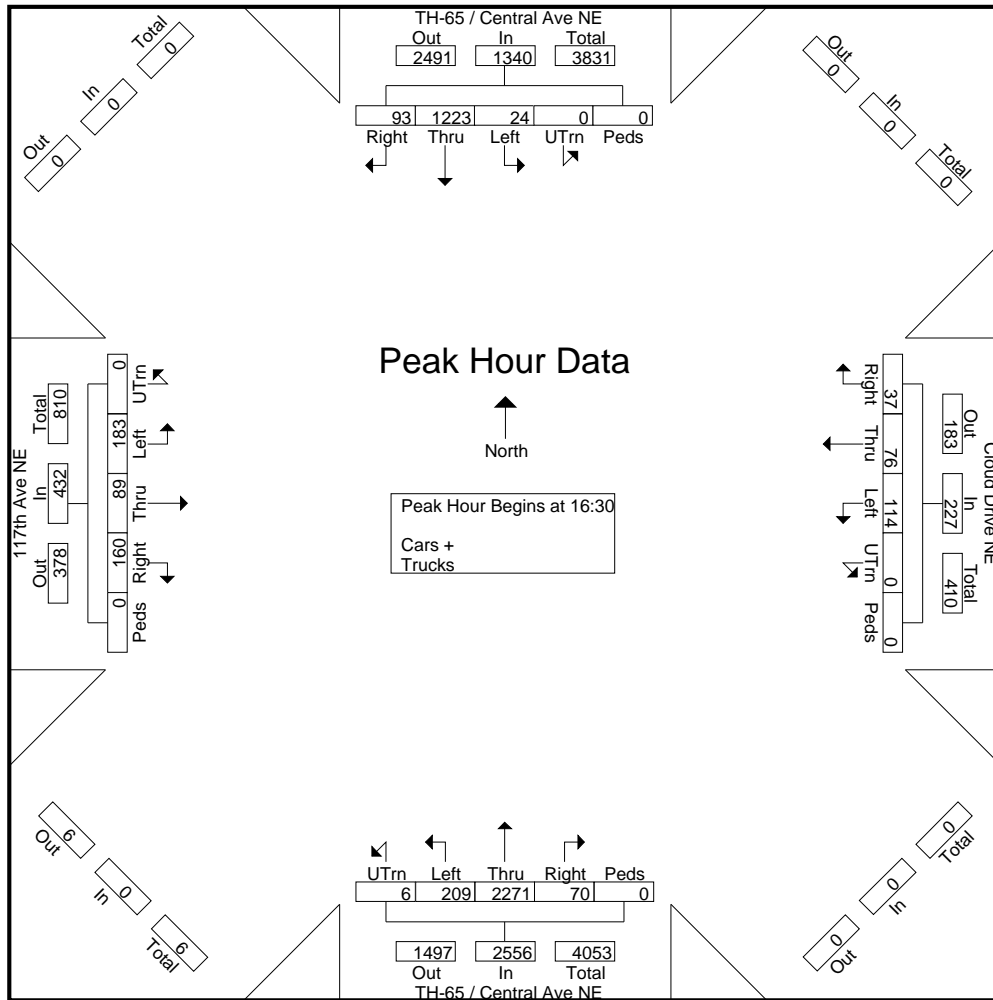 TH-65 / Central Ave NE
Out In Total
2491 1340 3831
93 1223 24 0 0
Right Thru Left UTrn Peds
Total
0
In
0
Out
0
Out
0
In
0
Total
0
Peak Hour Data
North
Peak Hour Begins at 16:30
Cars +
Trucks
117th Ave NE
Out In Total
378 432 810
0 160 89 183 0
Peds Right Thru Left UTrn
Right Thru Left UTrn Peds
37 76 114 0 0
Out In Total
183 227 410
Cloud Drive NE
Out
6
In
0
Total
6
Total
0
In
0
Out
0
UTrn Left Thru Right Peds
6 209 2271 70 0
1497 2556 4053
Out In Total
TH-65 / Central Ave NE